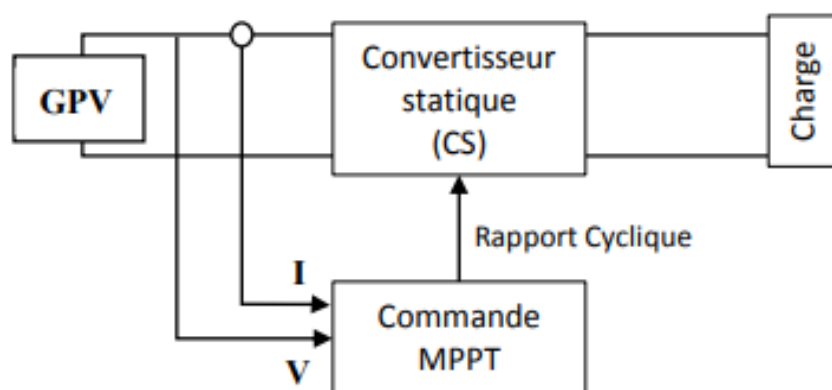 GPV
Convertisseur
statique
(CS)
Charge
Rapport Cyclique
I
V
Commande
MPPT